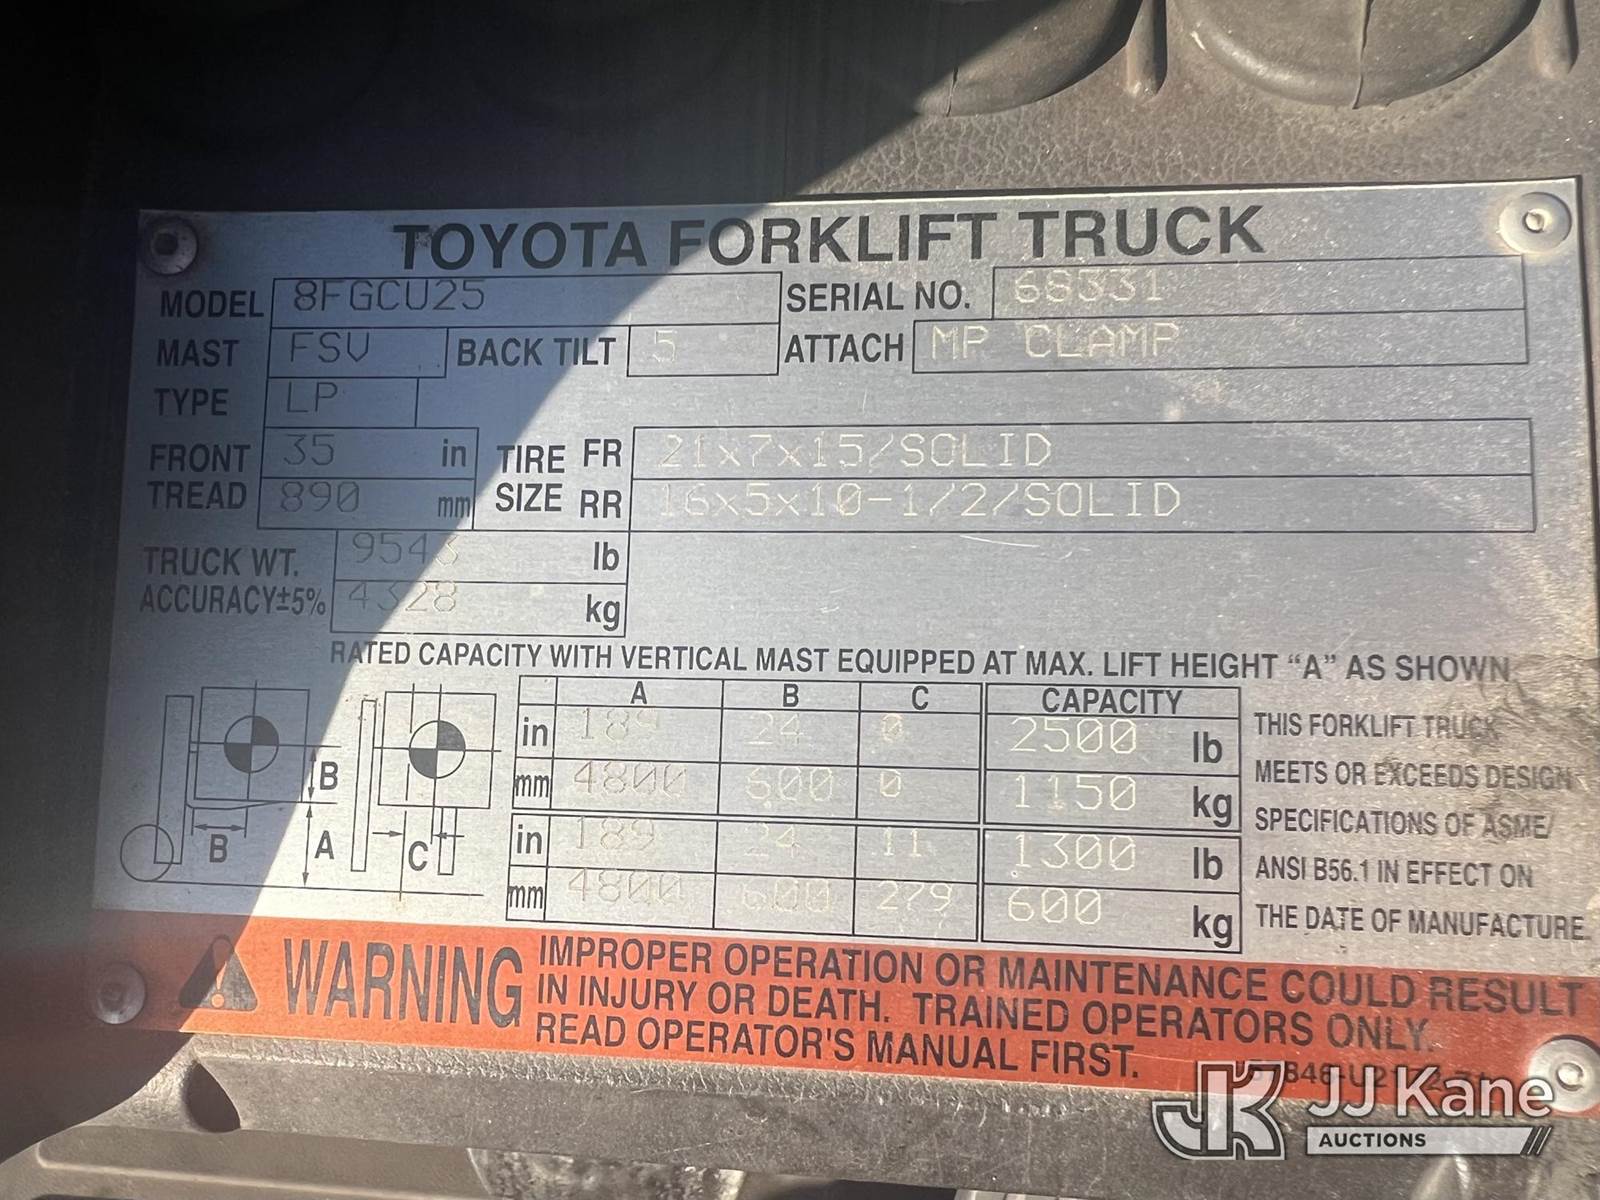 TOYOTA FORKLIFT TRUCK
MODEL 8FGCU25 SERIAL NO. 68331
MAST FSV BACK TILT 5 ATTACH MP CLAMP
TYPE LP
FRONT TREAD 35 in TIRE SIZE FR 21x7x15/SOLID
890 mm RR 16x5x10-1/2/SOLID
TRUCK WT. 9543 lb
ACCURACY±5% 4328 kg
RATED CAPACITY WITH VERTICAL MAST EQUIPPED AT MAX. LIFT HEIGHT “A” AS SHOWN.
A B C CAPACITY
in 189 24 0 2500 lb
mm 4800 600 0 1150 kg
in 189 24 11 1300 lb
mm 4800 600 279 600 kg
B
B A C
THIS FORKLIFT TRUCK
MEETS OR EXCEEDS DESIGN
SPECIFICATIONS OF ASME/
ANSI B56.1 IN EFFECT ON
THE DATE OF MANUFACTURE.
WARNING
IMPROPER OPERATION OR MAINTENANCE COULD RESULT
IN INJURY OR DEATH. TRAINED OPERATORS ONLY.
READ OPERATOR'S MANUAL FIRST.
JK JJ Kane
AUCTIONS